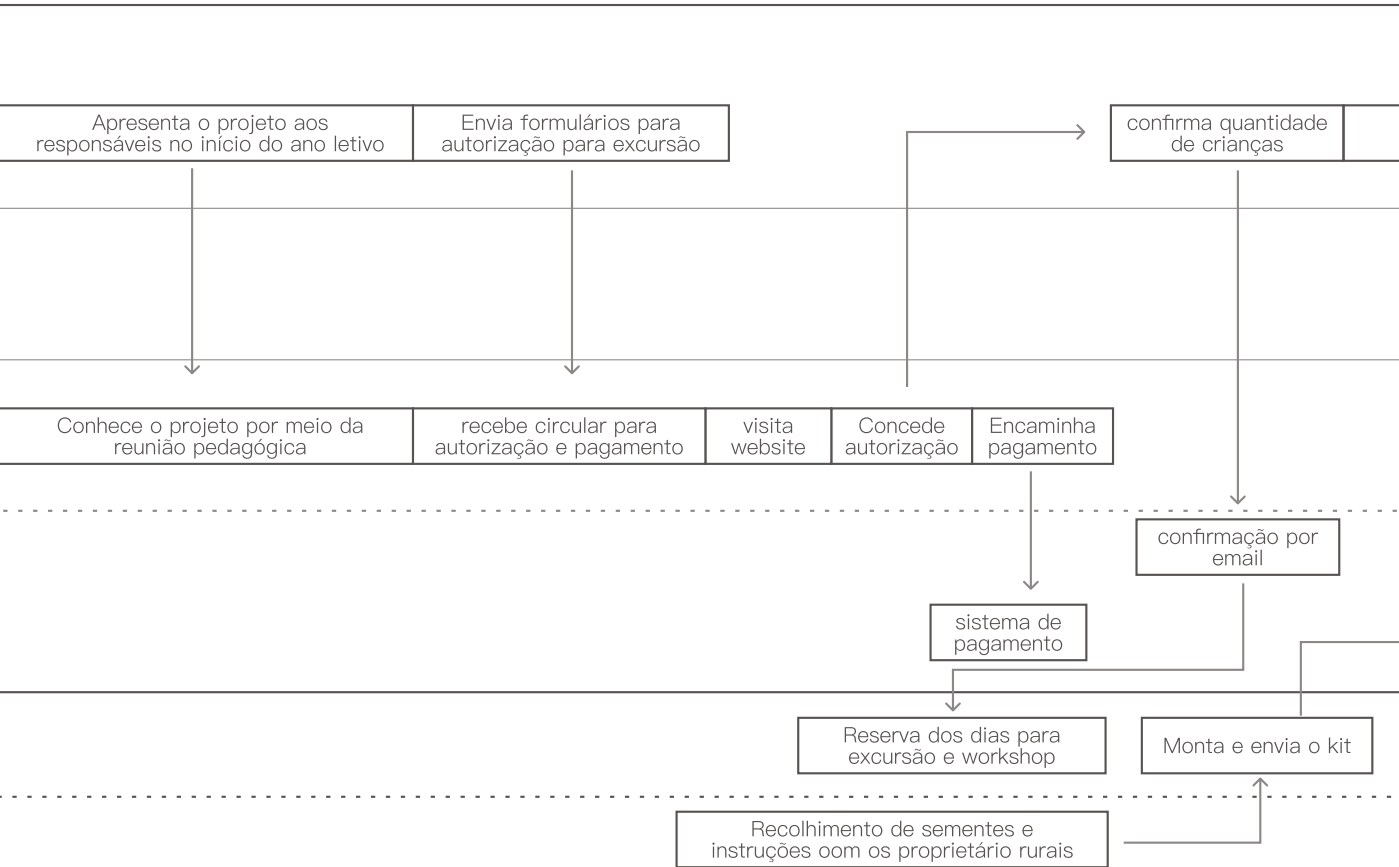 Apresenta o projeto aos
responsáveis no início do ano letivo
Envia formulários para
autorização para excursão
confirma quantidade
de crianças
Conhece o projeto por meio da
reunião pedagógica
recebe circular para
autorização e pagamento
visita
website
Concede
autorização
Encaminha
pagamento
confirmação por
email
sistema de
pagamento
Reserva dos dias para
excursão e workshop
Monta e envia o kit
Recolhimento de sementes e
instruções oom os proprietário rurais